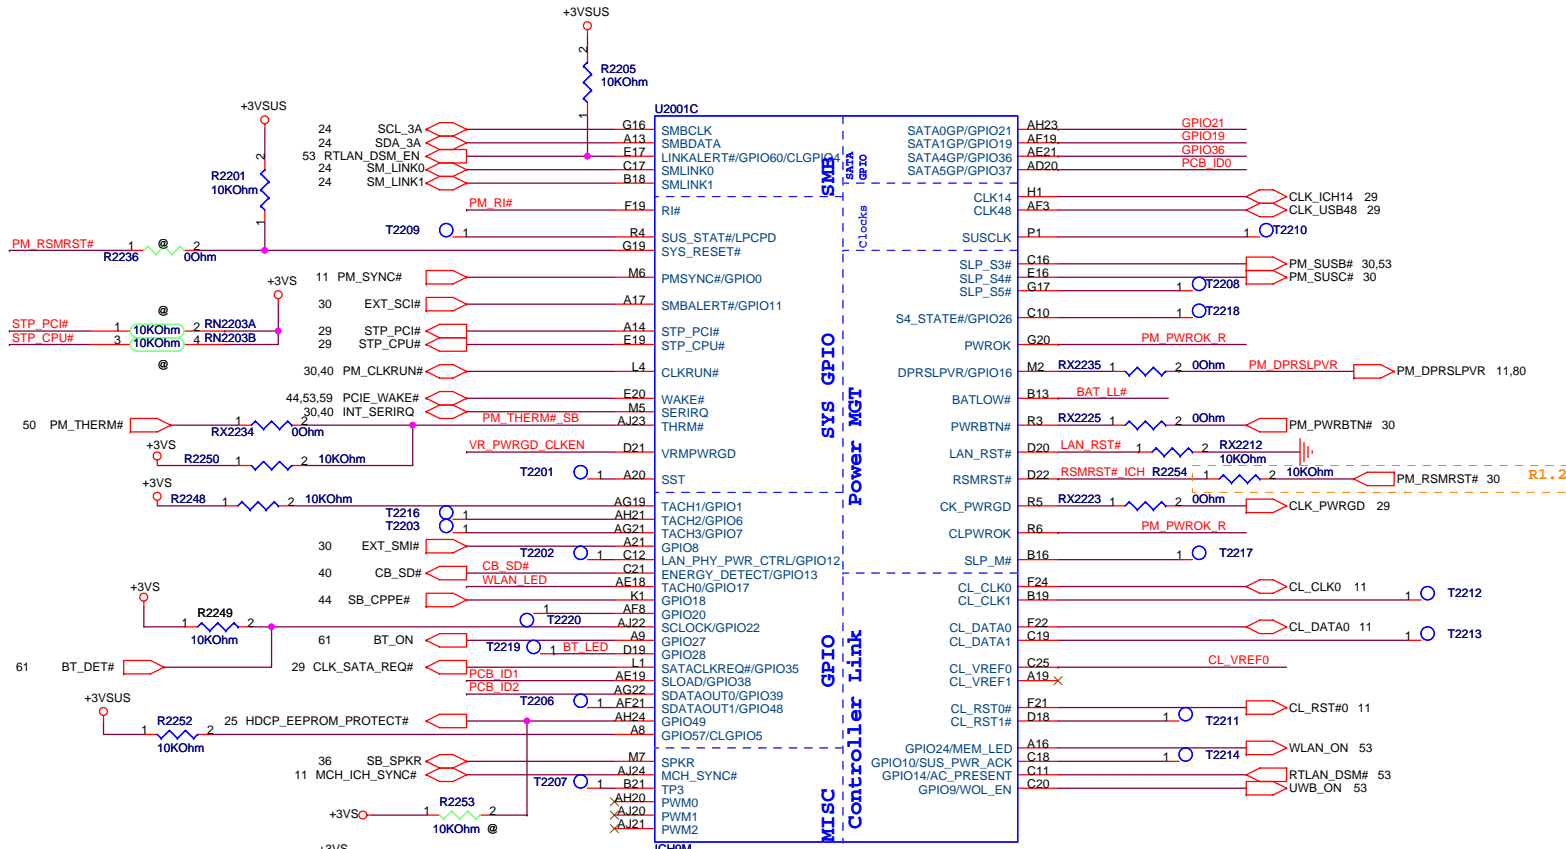 +3VSUS
2
R2205
10KOhm
1
+3VSUS
2
R2201
10KOhm
1
PM_RSMRST# 1 @ 2
R2236 0Ohm
+3VS
@
STP_PCI# 1 10KOhm 2 RN2203A
STP_CPU# 3 10KOhm 4 RN2203B
@
U2001C
24 SCL_3A G16 SMBCLK
24 SDA_3A A13 SMBDATA
53 RTLAN_DSM_EN E17 LINKALERT#/GPIO60/CLGPIO4
24 SM_LINK0 C17 SMLINK0
24 SM_LINK1 B18 SMLINK1
PM_RI# F19 RI#
T2209 1 R4 SUS_STAT#/LPCPD
G19 SYS_RESET#
11 PM_SYNC# M6 PMSYNC#/GPIO0
30 EXT_SCI# A17 SMBALERT#/GPIO11
29 STP_PCI# A14 STP_PCI#
29 STP_CPU# E19 STP_CPU#
30,40 PM_CLKRUN# L4 CLKRUN#
44,53,59 PCIE_WAKE# E20 WAKE#
30,40 INT_SERIRQ M5 SERIRQ
50 PM_THERM# 1 RX2234 2 0Ohm PM_THERM#_SB AJ23 THRM#
+3VS
R2250 1 2 10KOhm
VR_PWRGD_CLKEN D21 VRMPWRGD
T2201 1 A20 SST
+3VS
R2248 1 2 10KOhm AG19 TACH1/GPIO1
T2216 1 AH21 TACH2/GPIO6
T2203 1 AG21 TACH3/GPIO7
30 EXT_SMI# A21 GPIO8
T2202 1 C12 LAN_PHY_PWR_CTRL/GPIO12
40 CB_SD# CB_SD# C21 ENERGY_DETECT/GPIO13
WLAN_LED AE18 TACH0/GPIO17
44 SB_CPPE# K1 GPIO18
1 T2220 AF8 GPIO20
+3VS
R2249
1 2
10KOhm
AJ22 SCLOCK/GPIO22
61 BT_ON A9 GPIO27
T2219 1 BT_LED D19 GPIO28
61 BT_DET#
29 CLK_SATA_REQ# L1 SATACLKREQ#/GPIO35
PCB_ID1 AE19 SLOAD/GPIO38
PCB_ID2 AG22 SDATAOUT0/GPIO39
T2206 1 AF21 SDATAOUT1/GPIO48
+3VSUS
25 HDCP_EEPROM_PROTECT# AH24 GPIO49
1 R2252 2
10KOhm
A8 GPIO57/CLGPIO5
36 SB_SPKR M7 SPKR
11 MCH_ICH_SYNC# AJ24 MCH_SYNC#
T2207 1 B21 TP3
AH20 PWM0
AJ20 PWM1
AJ21 PWM2
+3VS 1 R2253 2
10KOhm @
+3VS
ICH9M
SMB
SATA
GPIO
Clocks
SYS GPIO
Power MGT
GPIO
Controller Link
MISC
SATA0GP/GPIO21 AH23 GPIO21
SATA1GP/GPIO19 AF19 GPIO19
SATA4GP/GPIO36 AE21 GPIO36
SATA5GP/GPIO37 AD20 PCB_ID0
CLK14 H1 CLK_ICH14 29
CLK48 AF3 CLK_USB48 29
SUSCLK P1 1 T2210
SLP_S3# C16 PM_SUSB# 30,53
SLP_S4# E16 PM_SUSC# 30
SLP_S5# G17 1 T2208
S4_STATE#/GPIO26 C10 1 T2218
PWROK G20 PM_PWROK_R
DPRSLPVR/GPIO16 M2 RX2235 1 2 0Ohm PM_DPRSLPVR PM_DPRSLPVR 11,80
BATLOW# B13 BAT_LL#
PWRBTN# R3 RX2225 1 2 0Ohm PM_PWRBTN# 30
LAN_RST# D20 LAN_RST# 1 2 RX2212
10KOhm
RSMRST# D22 RSMRST#_ICH R2254 1 2 10KOhm PM_RSMRST# 30 R1.2
CK_PWRGD R5 RX2223 1 2 0Ohm CLK_PWRGD 29
CLPWROK R6 PM_PWROK_R
SLP_M# B16 1 T2217
CL_CLK0 F24 CL_CLK0 11
CL_CLK1 B19 1 T2212
CL_DATA0 F22 CL_DATA0 11
CL_DATA1 C19 1 T2213
CL_VREF0 C25 CL_VREF0
CL_VREF1 A19
CL_RST0# F21 CL_RST#0 11
CL_RST1# D18 1 T2211
GPIO24/MEM_LED A16 WLAN_ON 53
GPIO10/SUS_PWR_ACK C18 1 T2214
GPIO14/AC_PRESENT C11 RTLAN_DSM# 53
GPIO9/WOL_EN C20 UWB_ON 53